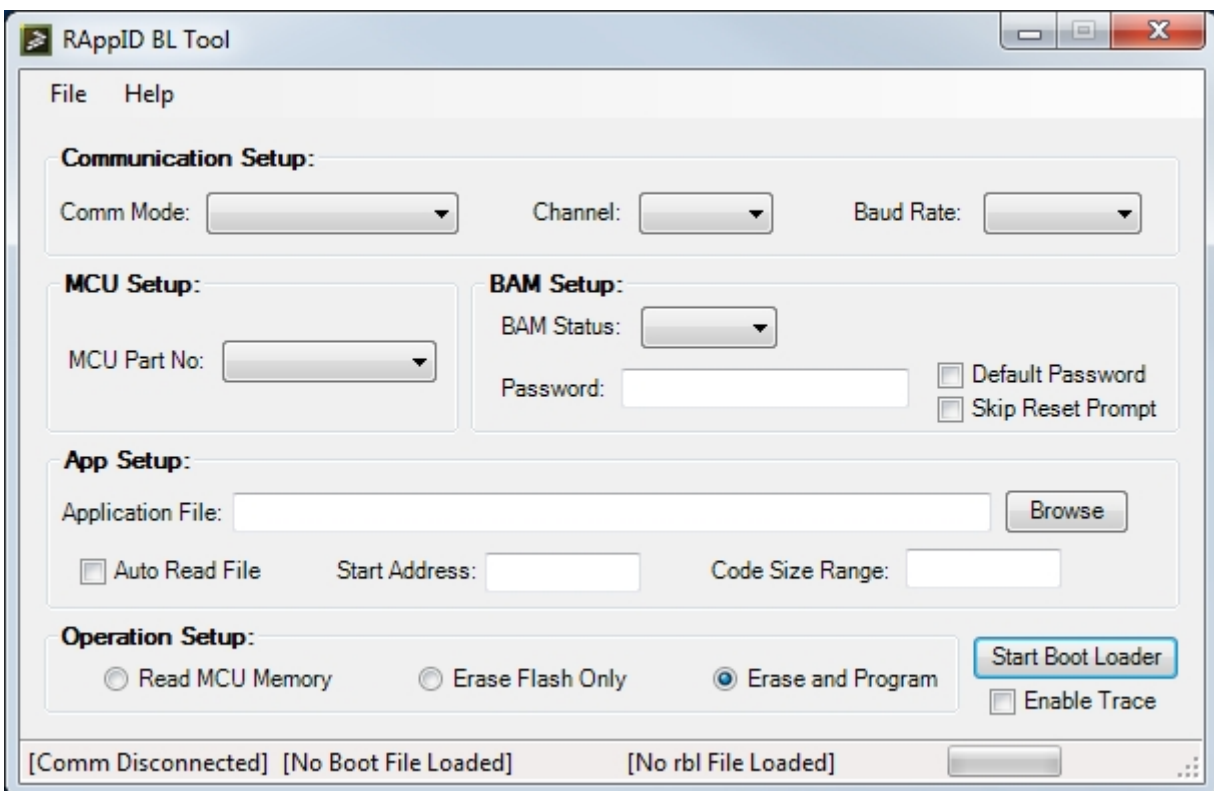 RAppID BL Tool
File Help
Communication Setup:
Comm Mode: Channel: Baud Rate:
MCU Setup: BAM Setup:
BAM Status:
MCU Part No:
Password: Default Password
Skip Reset Prompt
App Setup:
Application File: Browse
Auto Read File Start Address: Code Size Range:
Operation Setup:
Read MCU Memory Erase Flash Only Erase and Program Start Boot Loader
Enable Trace
[Comm Disconnected] [No Boot File Loaded] [No rbl File Loaded]